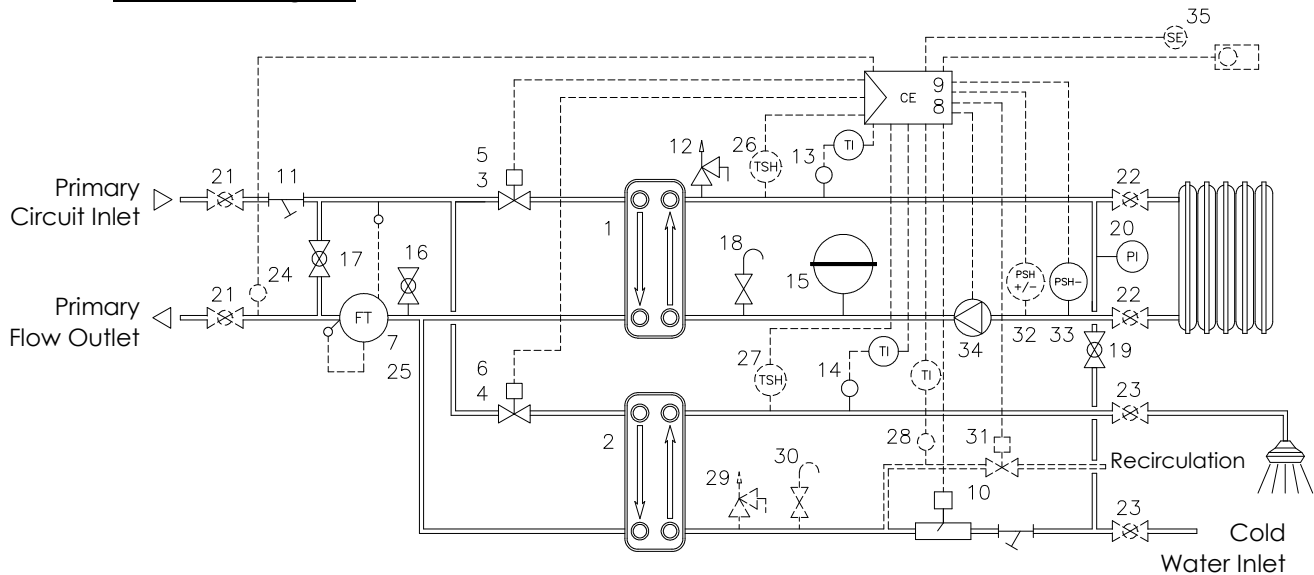 35
SE
9
CE
8
5
3
26
TSH
12
13
TI
21
11
22
Primary
Circuit Inlet
1
20
PI
17
16
18
15
PSH
+/-
PSH-
24
21
Primary
Flow Outlet
FT
7
25
22
34
32
33
19
6
4
27
TSH
14
TI
TI
23
2
28
31
Recirculation
29
30
10
23
Cold
Water Inlet